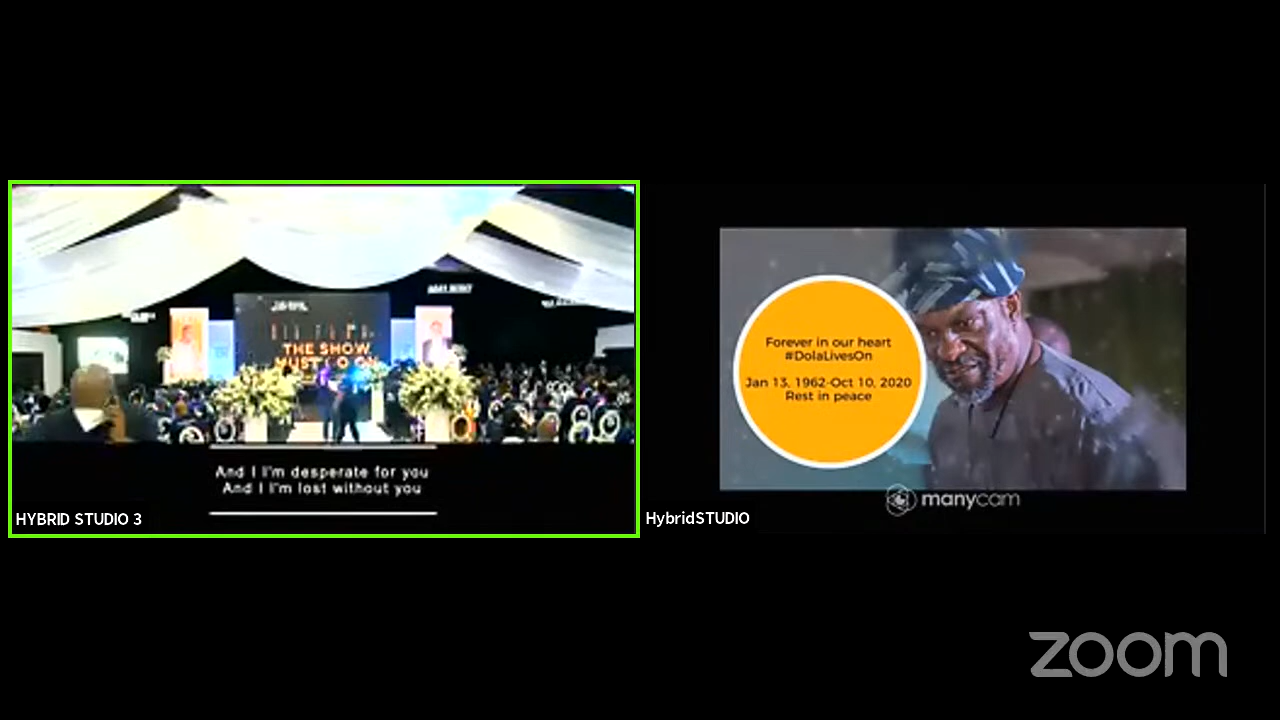 THE SHOW
MUST GO ON
And I I'm desperate for you
And I I'm lost without you
HYBRID STUDIO 3
Forever in our heart
#DolaLivesOn
Jan 13, 1962-Oct 10, 2020
Rest in peace
manycam
HybridSTUDIO
zoom